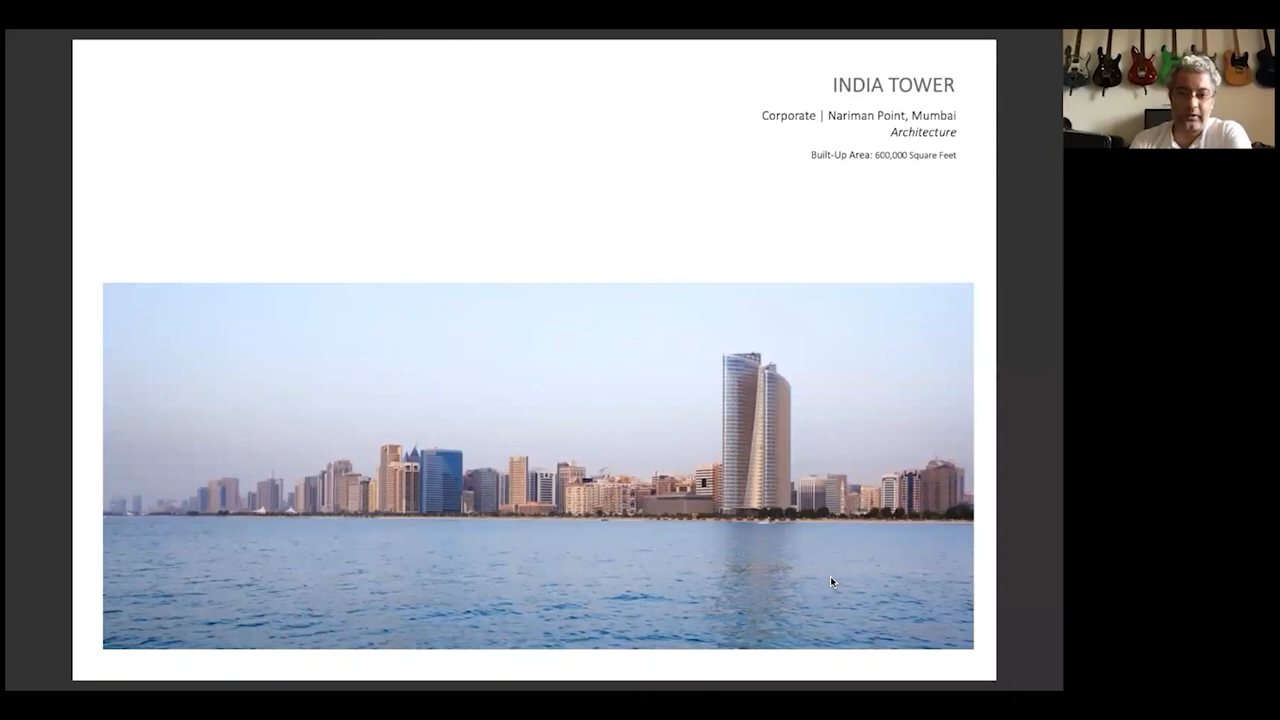 INDIA TOWER
Corporate | Nariman Point, Mumbai
Architecture
Built-Up Area: 600,000 Square Feet